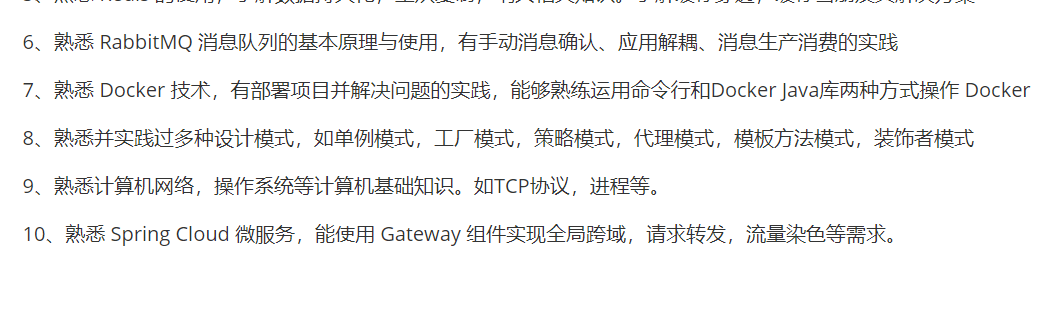 6、熟悉 RabbitMQ 消息队列的基本原理与使用，有手动消息确认、应用解耦、消息生产消费的实践
7、熟悉 Docker 技术，有部署项目并解决问题的实践，能够熟练运用命令行和Docker Java库两种方式操作 Docker
8、熟悉并实践过多种设计模式，如单例模式，工厂模式，策略模式，代理模式，模板方法模式，装饰者模式
9、熟悉计算机网络，操作系统等计算机基础知识。如TCP协议，进程等。
10、熟悉 Spring Cloud 微服务，能使用 Gateway 组件实现全局跨域，请求转发，流量染色等需求。